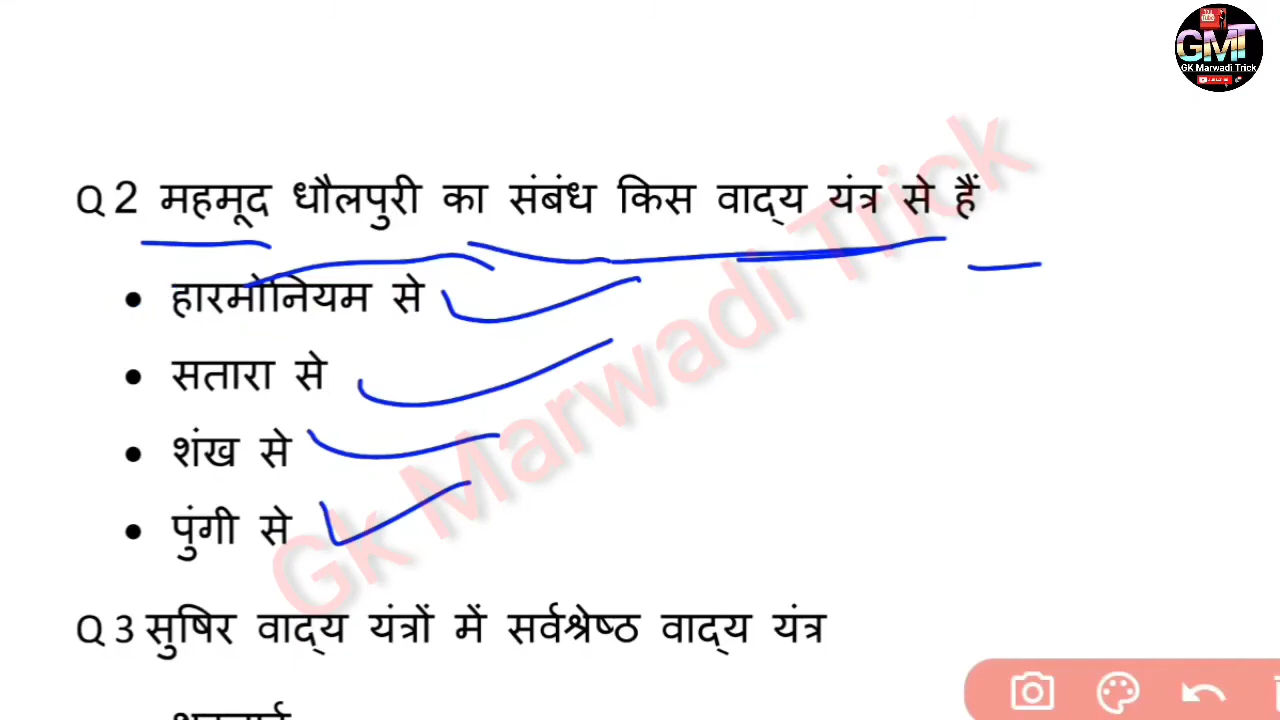 GMT
GK Marwadi Trick
Q 2 महमूद धौलपुरी का संबंध किस वाद्य यंत्र से हैं
• हारमोनियम से
• सतारा से
• शंख से
• पुंगी से
Gk Marwadi Trick
Q 3 सुषिर वाद्य यंत्रों में सर्वश्रेष्ठ वाद्य यंत्र